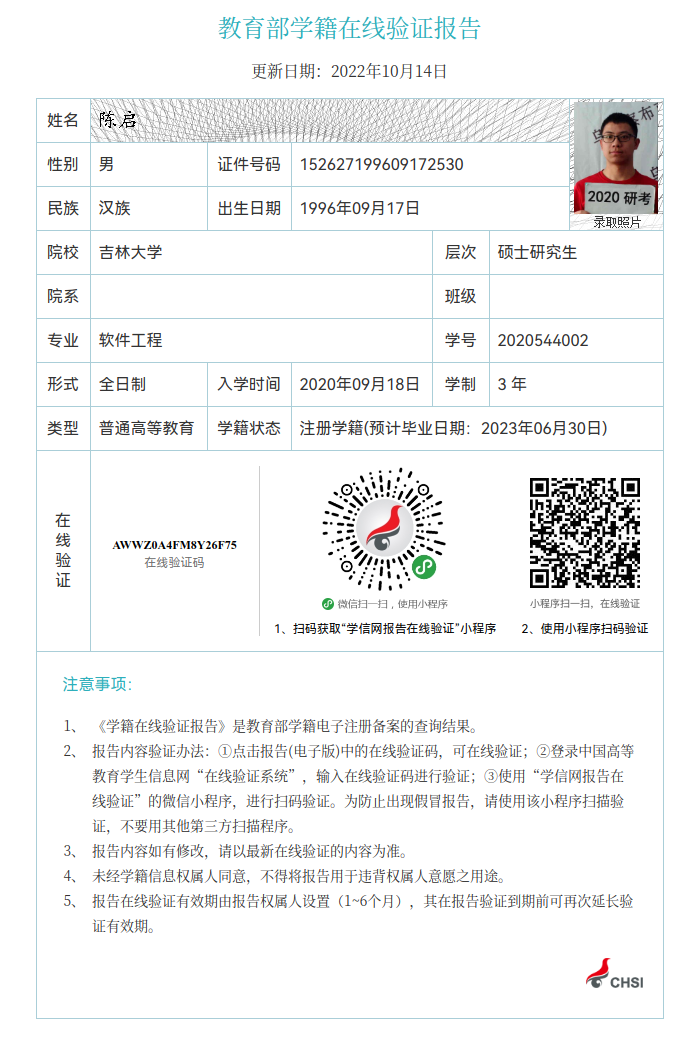 教育部学籍在线验证报告
更新日期：2022年10月14日
姓名 陈启
性别 男 证件号码 152627199609172530
民族 汉族 出生日期 1996年09月17日
2020 研考
录取照片
院校 吉林大学 层次 硕士研究生
院系 班级
专业 软件工程 学号 2020544002
形式 全日制 入学时间 2020年09月18日 学制 3 年
类型 普通高等教育 学籍状态 注册学籍(预计毕业日期：2023年06月30日)
在线验证
AWWZ0A4FM8Y26F75
在线验证码
微信扫一扫，使用小程序
1、扫码获取“学信网报告在线验证”小程序
小程序扫一扫，在线验证
2、使用小程序扫码验证
注意事项：
1、 《学籍在线验证报告》是教育部学籍电子注册备案的查询结果。
2、 报告内容验证办法：①点击报告(电子版)中的在线验证码，可在线验证；②登录中国高等
教育学生信息网“在线验证系统”，输入在线验证码进行验证；③使用“学信网报告在
线验证”的微信小程序，进行扫码验证。为防止出现假冒报告，请使用该小程序扫描验
证，不要用其他第三方扫描程序。
3、 报告内容如有修改，请以最新在线验证的内容为准。
4、 未经学籍信息权属人同意，不得将报告用于违背权属人意愿之用途。
5、 报告在线验证有效期由报告权属人设置（1~6个月），其在报告验证到期前可再次延长验
证有效期。
CHSI